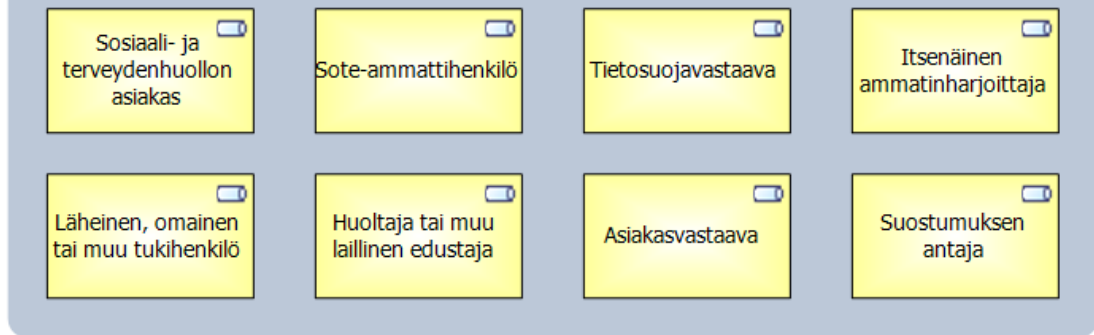 Sosiaali- ja
terveydenhuollon
asiakas
Sote-ammattihenkilö
Tietosuojavastaava
Itsenäinen
ammatinharjoittaja
Läheinen, omainen
tai muu tukihenkilö
Huoltaja tai muu
laillinen edustaja
Asiakasvastaava
Suostumuksen
antaja